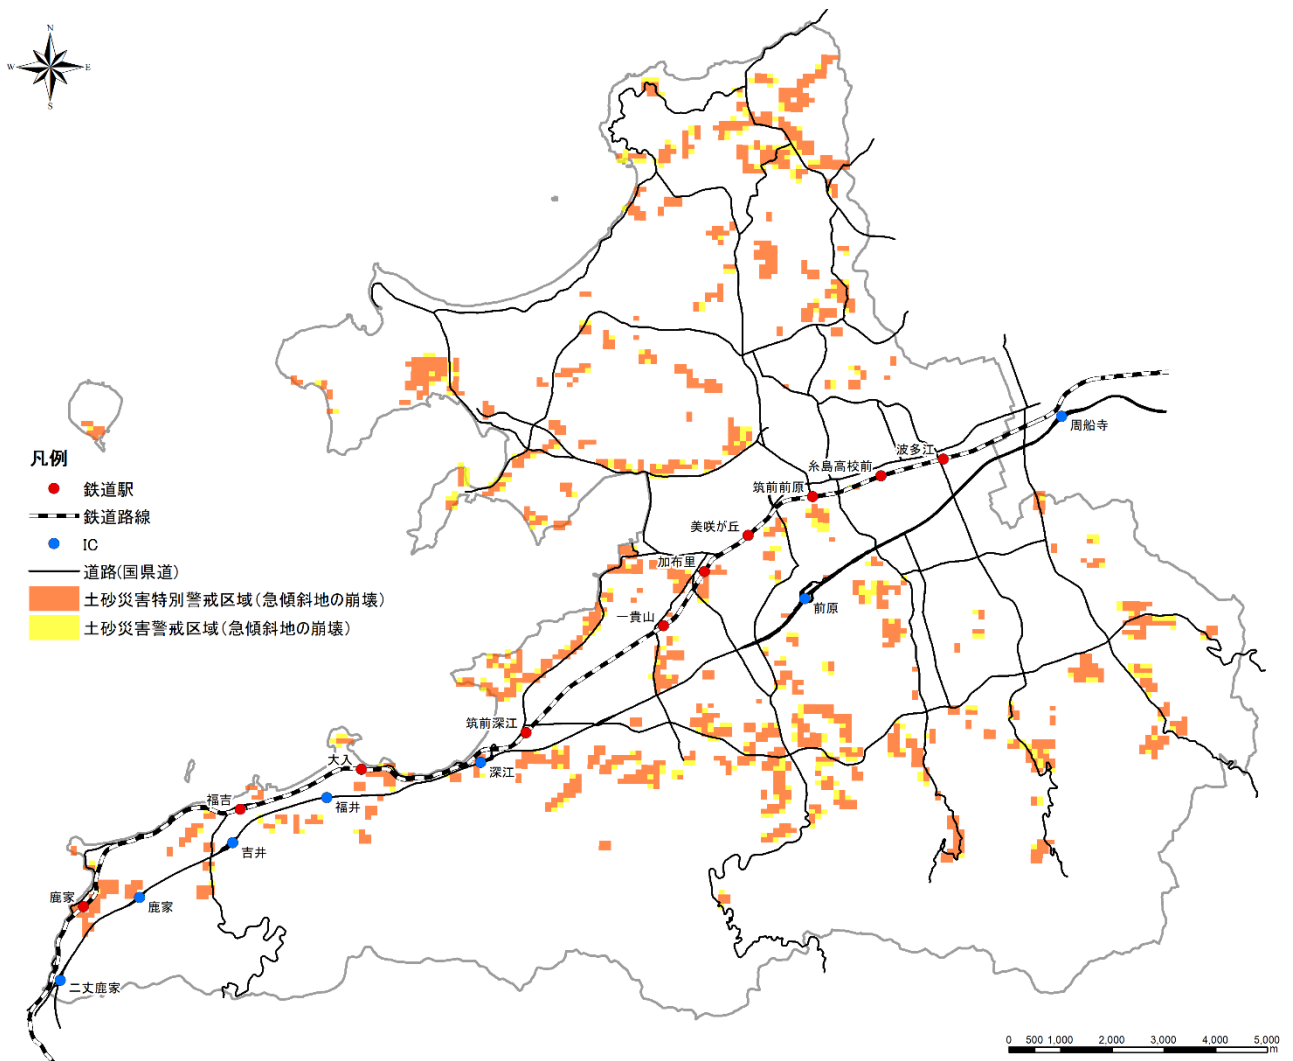 N
W
E
S
周船寺
波多江
糸島高校前
筑前前原
美咲が丘
加布里
前原
一貴山
筑前深江
深江
大入
福井
福吉
吉井
鹿家
鹿家
二丈鹿家
凡例
鉄道駅
鉄道路線
IC
道路(国県道)
土砂災害特別警戒区域(急傾斜地の崩壊)
土砂災害警戒区域(急傾斜地の崩壊)
0 500 1,000 2,000 3,000 4,000 5,000
m